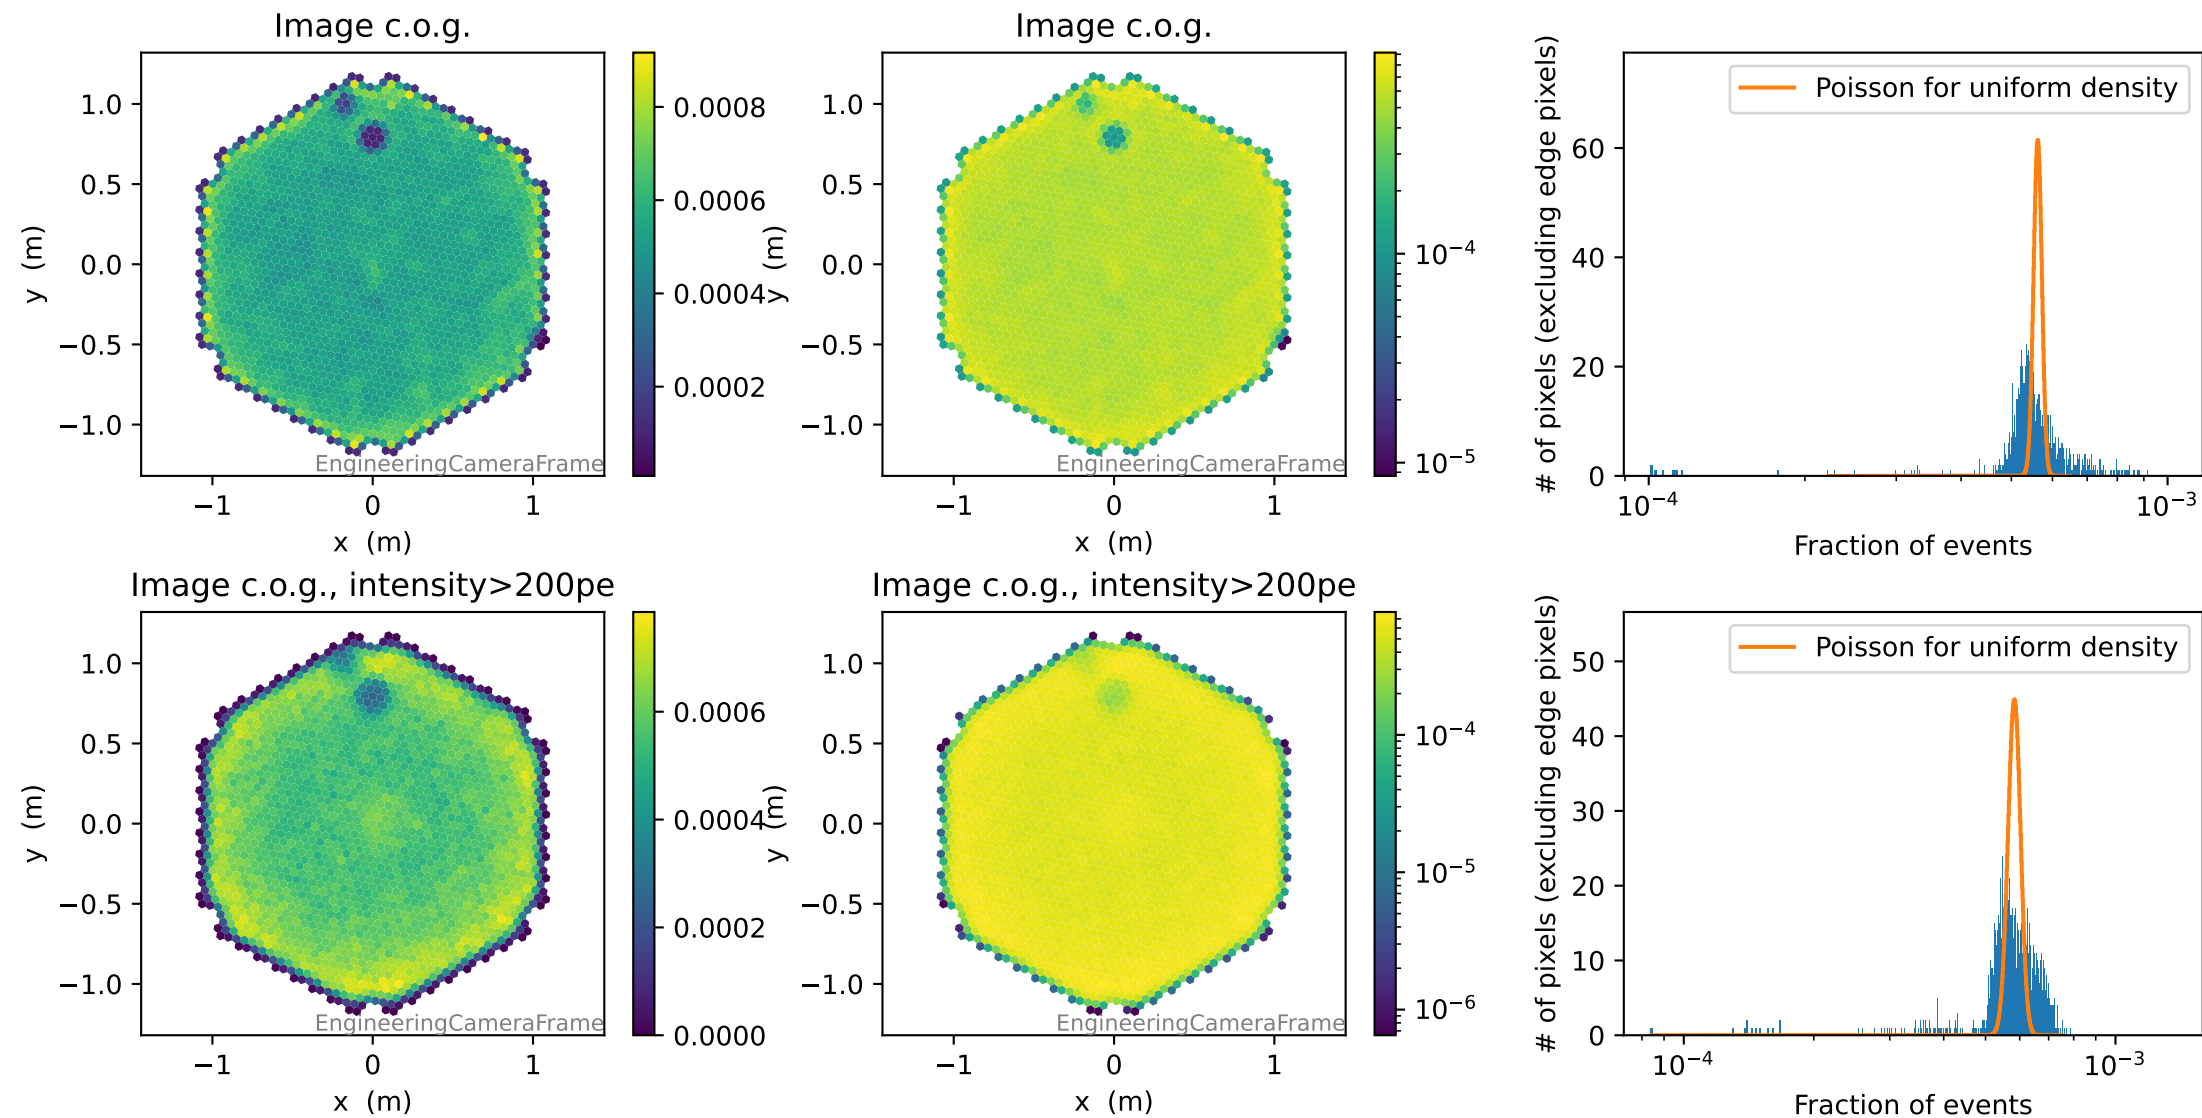 Image c.o.g.
1.0
0.5
0.0
−0.5
−1.0
y (m)
−1 0 1
x (m)
EngineeringCameraFrame
0.0008
0.0006
0.0004
0.0002
Image c.o.g.
1.0
0.5
0.0
−0.5
−1.0
y (m)
−1 0 1
x (m)
EngineeringCameraFrame
10⁻⁴
10⁻⁵
# of pixels (excluding edge pixels)
60
40
20
0
Poisson for uniform density
10⁻⁴ 10⁻³
Fraction of events
Image c.o.g., intensity>200pe
1.0
0.5
0.0
−0.5
−1.0
y (m)
−1 0 1
x (m)
EngineeringCameraFrame
0.0006
0.0004
0.0002
0.0000
Image c.o.g., intensity>200pe
1.0
0.5
0.0
−0.5
−1.0
y (m)
−1 0 1
x (m)
EngineeringCameraFrame
10⁻⁴
10⁻⁵
10⁻⁶
# of pixels (excluding edge pixels)
50
40
30
20
10
0
Poisson for uniform density
10⁻⁴ 10⁻³
Fraction of events